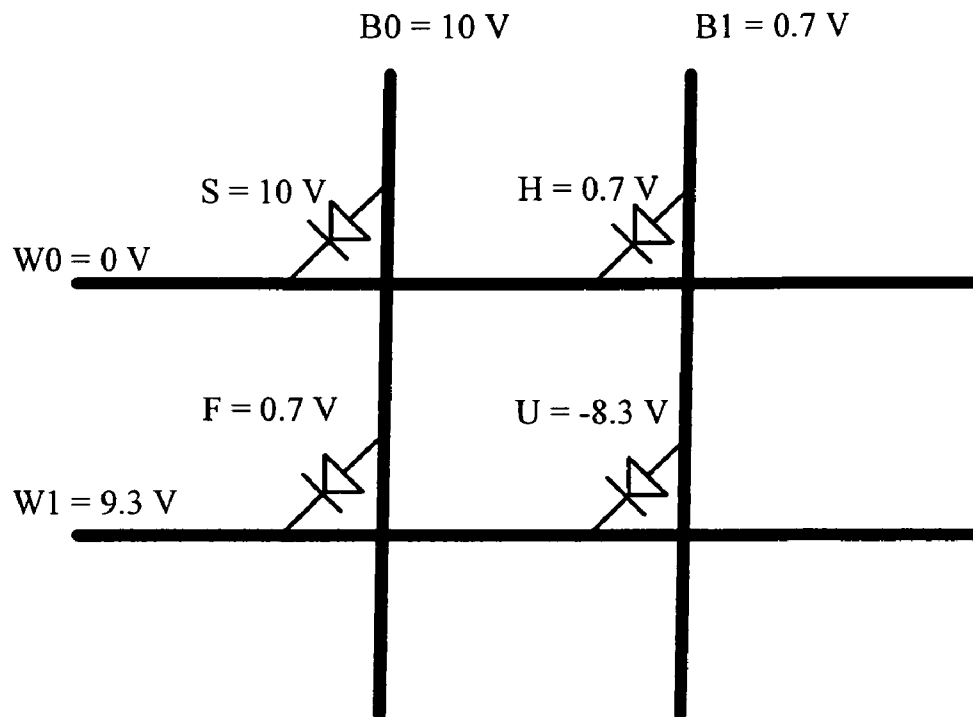 B0 = 10 V
B1 = 0.7 V
S = 10 V
H = 0.7 V
W0 = 0 V
F = 0.7 V
U = -8.3 V
W1 = 9.3 V